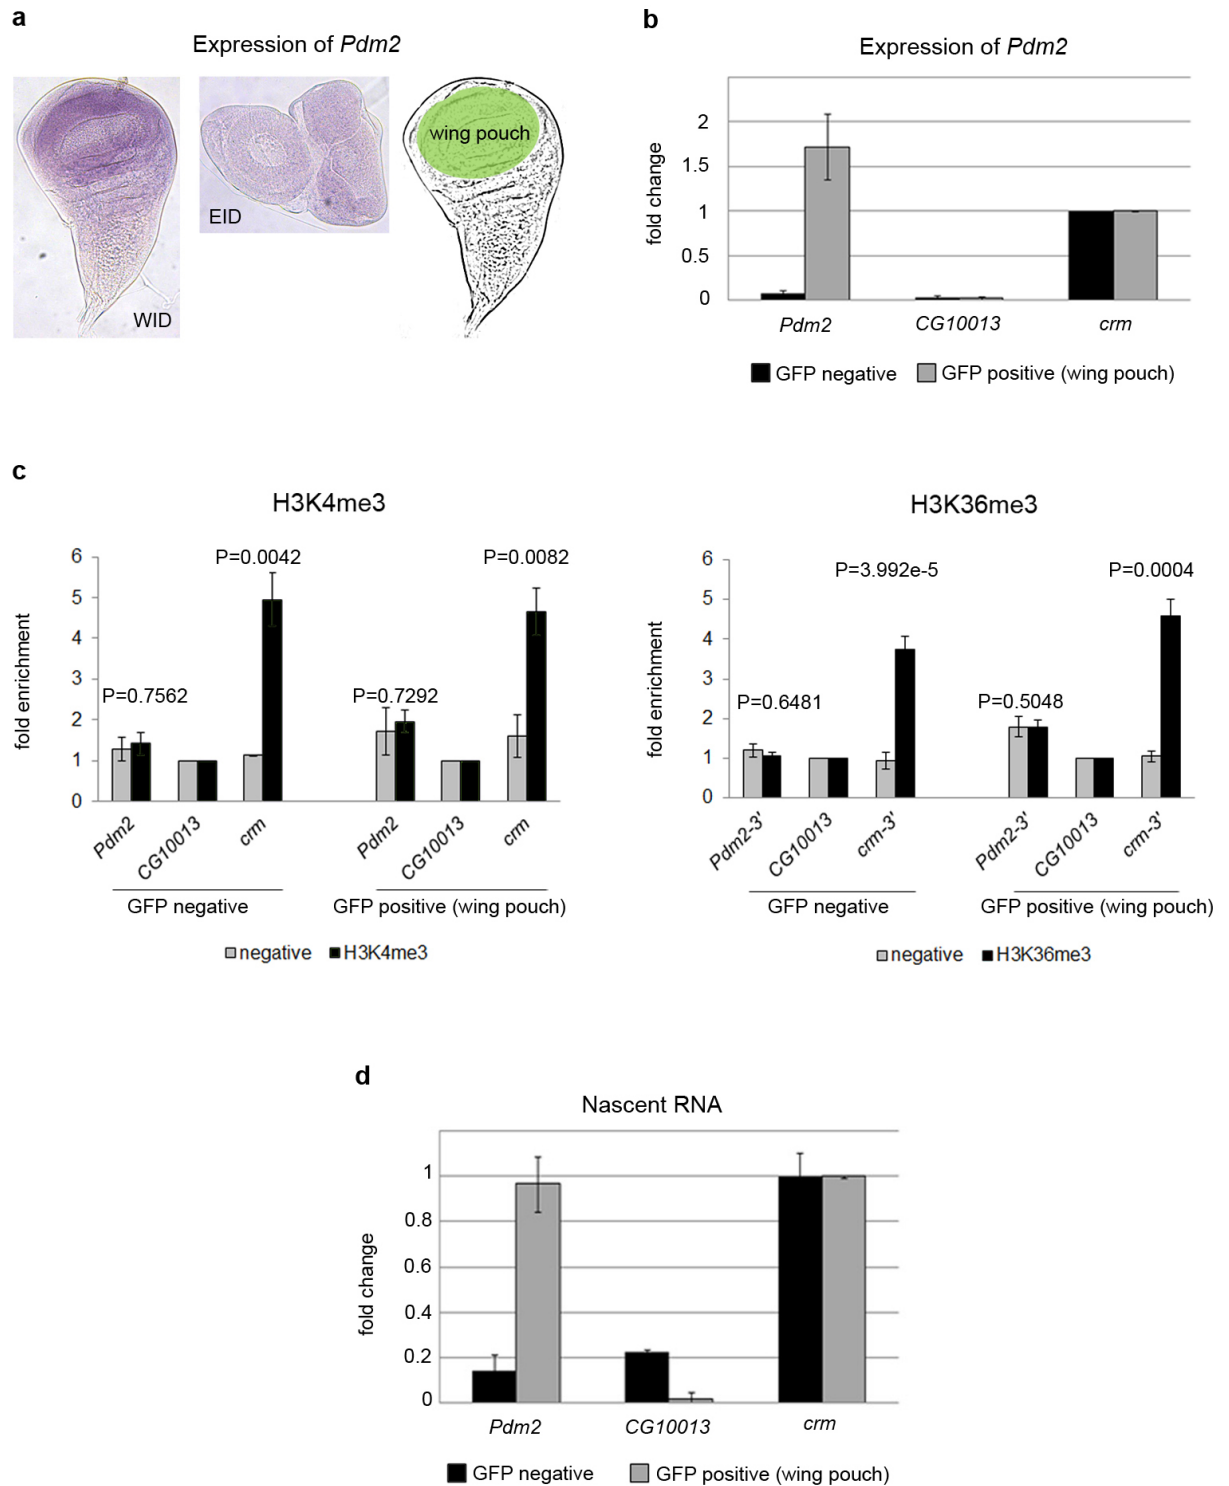 a
Expression of Pdm2
WID
EID
wing pouch
b
Expression of Pdm2
fold change
2
1.5
1
0.5
0
Pdm2 CG10013 crm
GFP negative GFP positive (wing pouch)
c
H3K4me3
fold enrichment
6
5
4
3
2
1
0
P=0.0042
P=0.0082
P=0.7562
P=0.7292
Pdm2 CG10013 crm Pdm2 CG10013 crm
GFP negative GFP positive (wing pouch)
negative H3K4me3
H3K36me3
fold enrichment
6
5
4
3
2
1
0
P=3.992e-5
P=0.0004
P=0.6481
P=0.5048
Pdm2-3' CG10013 crm-3' Pdm2-3' CG10013 crm-3'
GFP negative GFP positive (wing pouch)
negative H3K36me3
d
Nascent RNA
fold change
1
0.8
0.6
0.4
0.2
0
Pdm2 CG10013 crm
GFP negative GFP positive (wing pouch)